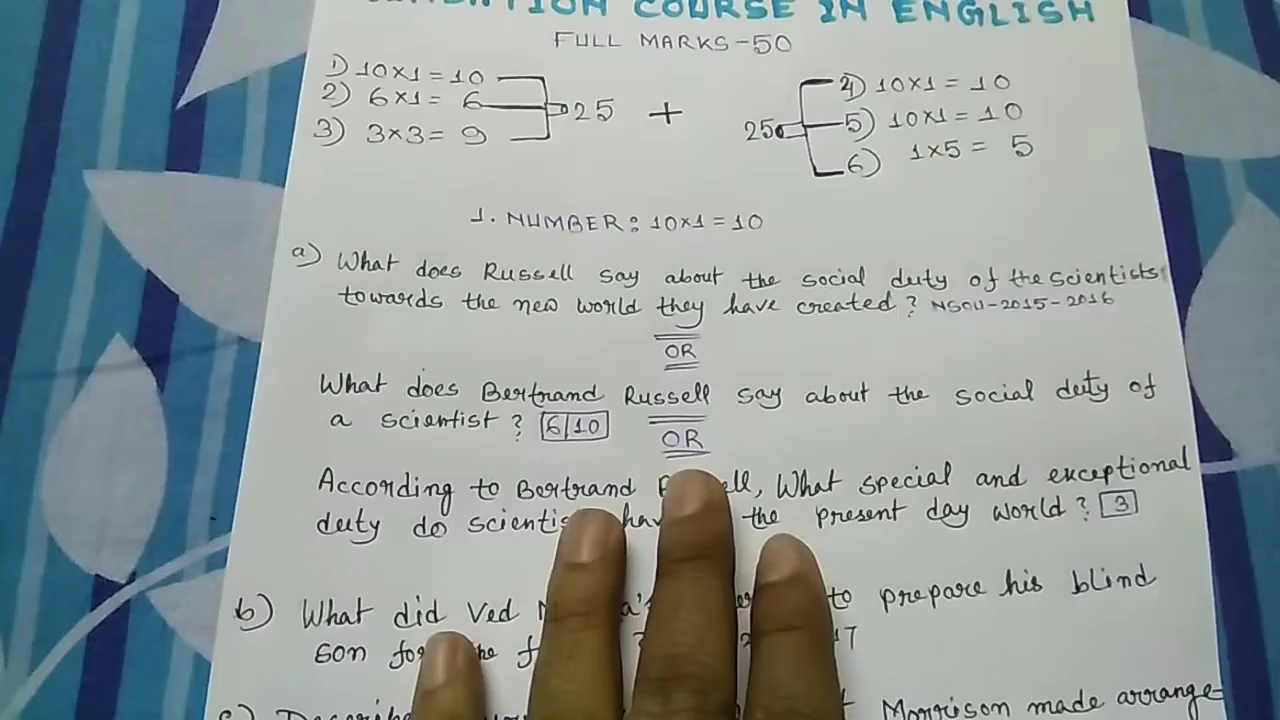 COURSE IN ENGLISH
FULL MARKS-50
1) 10×1 = 10
2) 6×1 = 6
3) 3×3 = 9
25
+
25
4) 10×1 = 10
5) 10×1 = 10
6) 1×5 = 5
1. NUMBER: 10×1 = 10
a) What does Russell say about the social duty of the scientists
towards the new world they have created? NSOU-2015-2016
OR
What does Bertrand Russell say about the social duty of
a scientist? 6/10
OR
According to Bertrand, What special and exceptional
duty do the present day world? 3
b) What did Ved to prepare his blind
son
Morrison made arrange-